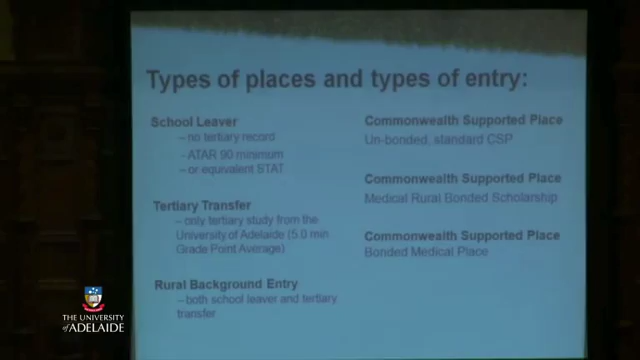 Types of places and types of entry:
School Leaver
– no tertiary record
- ATAR 90 minimum
– or equivalent STAT
Tertiary Transfer
– only tertiary study from the
University of Adelaide (5.0 min
Grade Point Average)
Rural Background Entry
– both school leaver and tertiary
transfer
Commonwealth Supported Place
Un-bonded, standard CSP
Commonwealth Supported Place
Medical Rural Bonded Scholarship
Commonwealth Supported Place
Bonded Medical Place
THE UNIVERSITY
of ADELAIDE